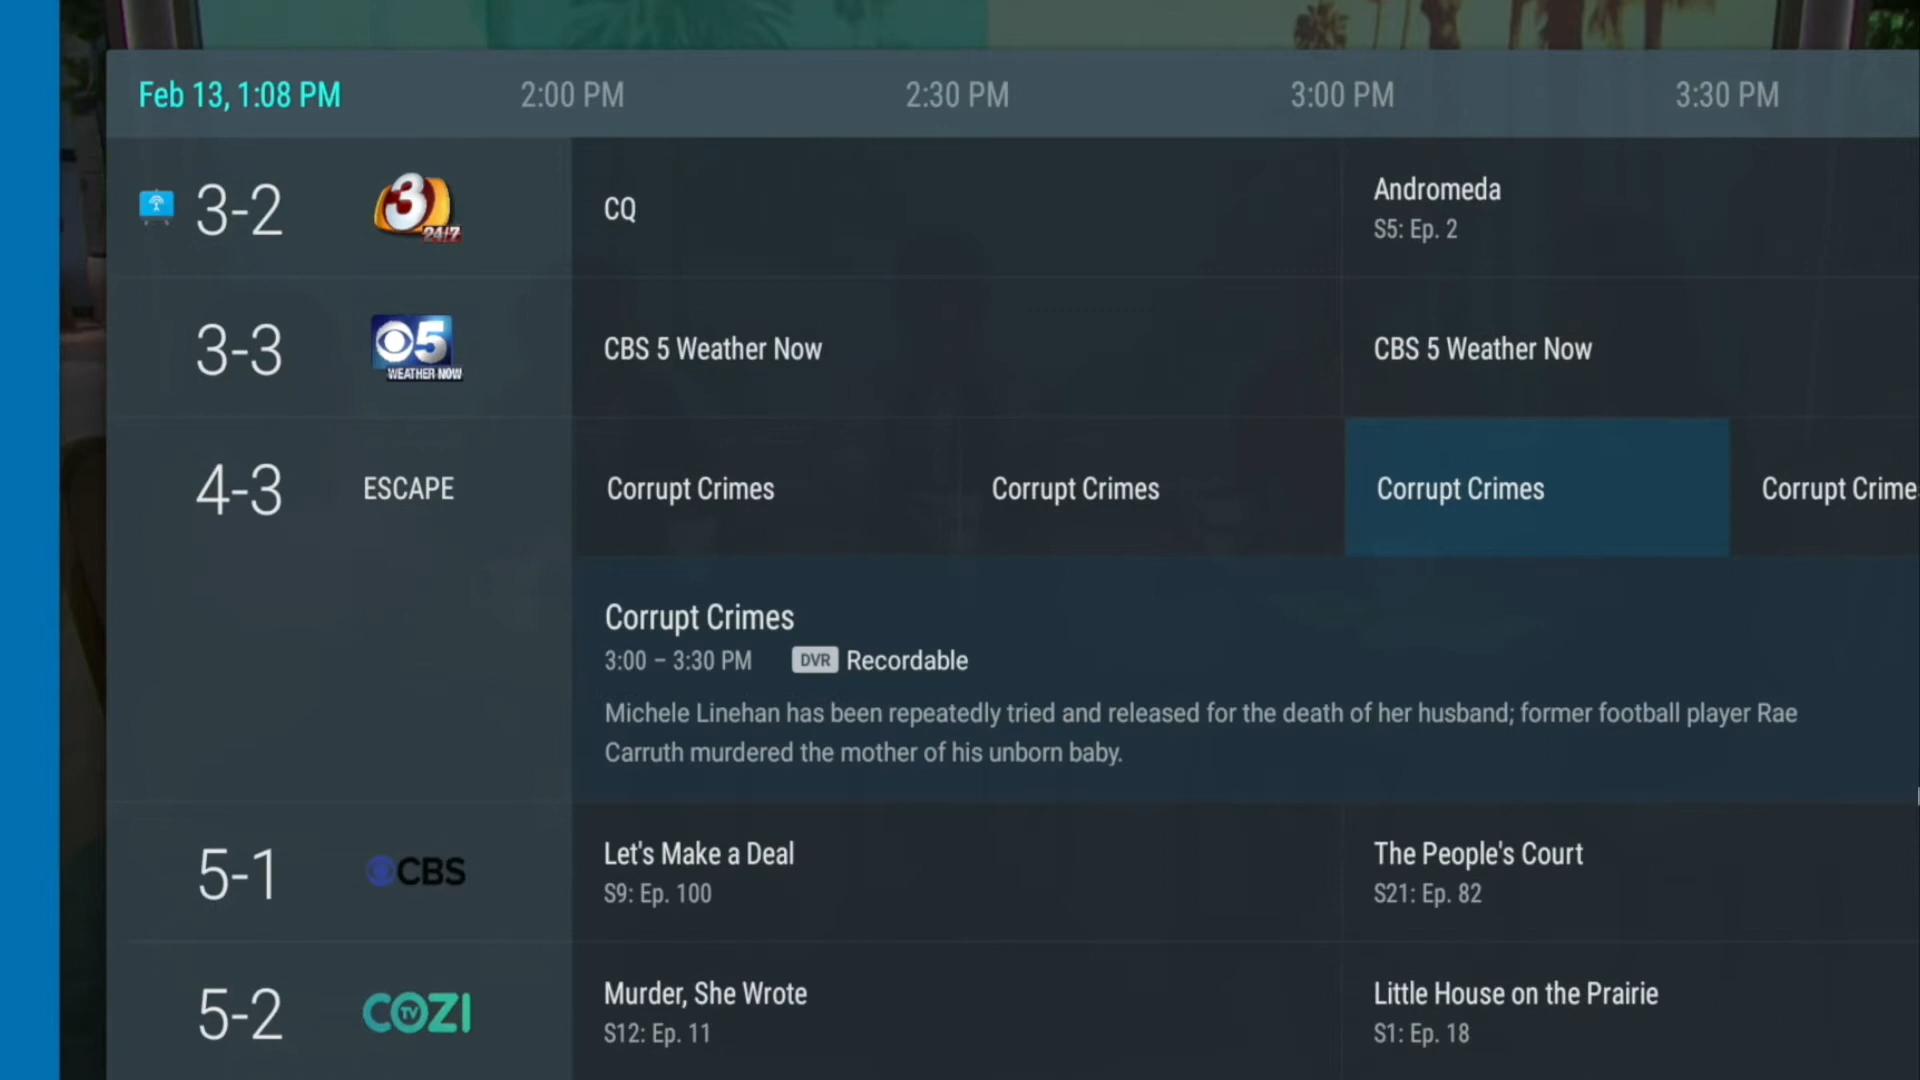 Feb 13, 1:08 PM 2:00 PM 2:30 PM 3:00 PM 3:30 PM
3-2 3 24/7 CQ Andromeda
S5: Ep. 2
3-3 5 CBS 5 Weather Now CBS 5 Weather Now
WEATHER NOW
4-3 ESCAPE Corrupt Crimes Corrupt Crimes Corrupt Crimes Corrupt Crime
Corrupt Crimes
3:00 – 3:30 PM DVR Recordable
Michele Linehan has been repeatedly tried and released for the death of her husband; former football player Rae
Carruth murdered the mother of his unborn baby.
5-1 CBS Let's Make a Deal The People's Court
S9: Ep. 100 S21: Ep. 82
5-2 COZI TV Murder, She Wrote Little House on the Prairie
S12: Ep. 11 S1: Ep. 18